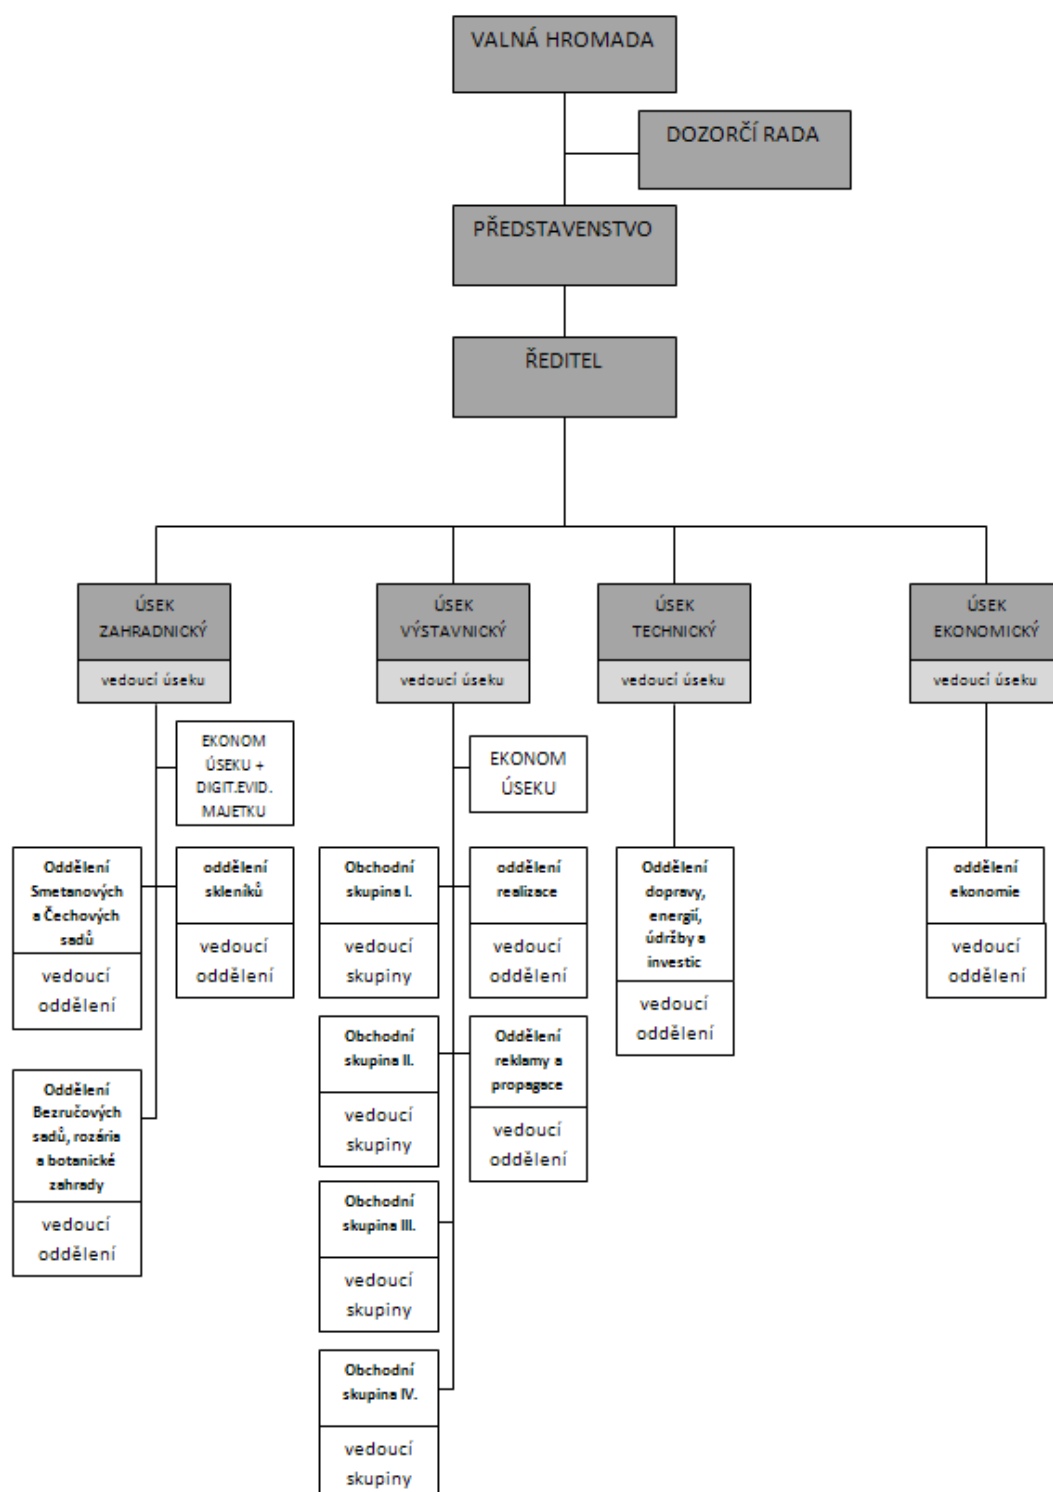 VALNÁ HROMADA
DOZORČÍ RADA
PŘEDSTAVENSTVO
ŘEDITEL
ÚSEK
ZAHRADNICKÝ
vedoucí úseku
ÚSEK
VÝSTAVNICKÝ
vedoucí úseku
ÚSEK
TECHNICKÝ
vedoucí úseku
ÚSEK
EKONOMICKÝ
vedoucí úseku
EKONOM
ÚSEKU +
DIGIT.EVID.
MAJETKU
EKONOM
ÚSEKU
Oddělení
Smetanových
a Čechových
sadů
vedoucí
oddělení
oddělení
skleníků
vedoucí
oddělení
Obchodní
skupina I.
vedoucí
skupiny
oddělení
realizace
vedoucí
oddělení
Oddělení
dopravy,
energií,
údržby a
investic
vedoucí
oddělení
oddělení
ekonomie
vedoucí
oddělení
Obchodní
skupina II.
vedoucí
skupiny
Oddělení
reklamy a
propagace
vedoucí
oddělení
Oddělení
Bezručových
sadů, rozária
a botanické
zahrady
vedoucí
oddělení
Obchodní
skupina III.
vedoucí
skupiny
Obchodní
skupina IV.
vedoucí
skupiny